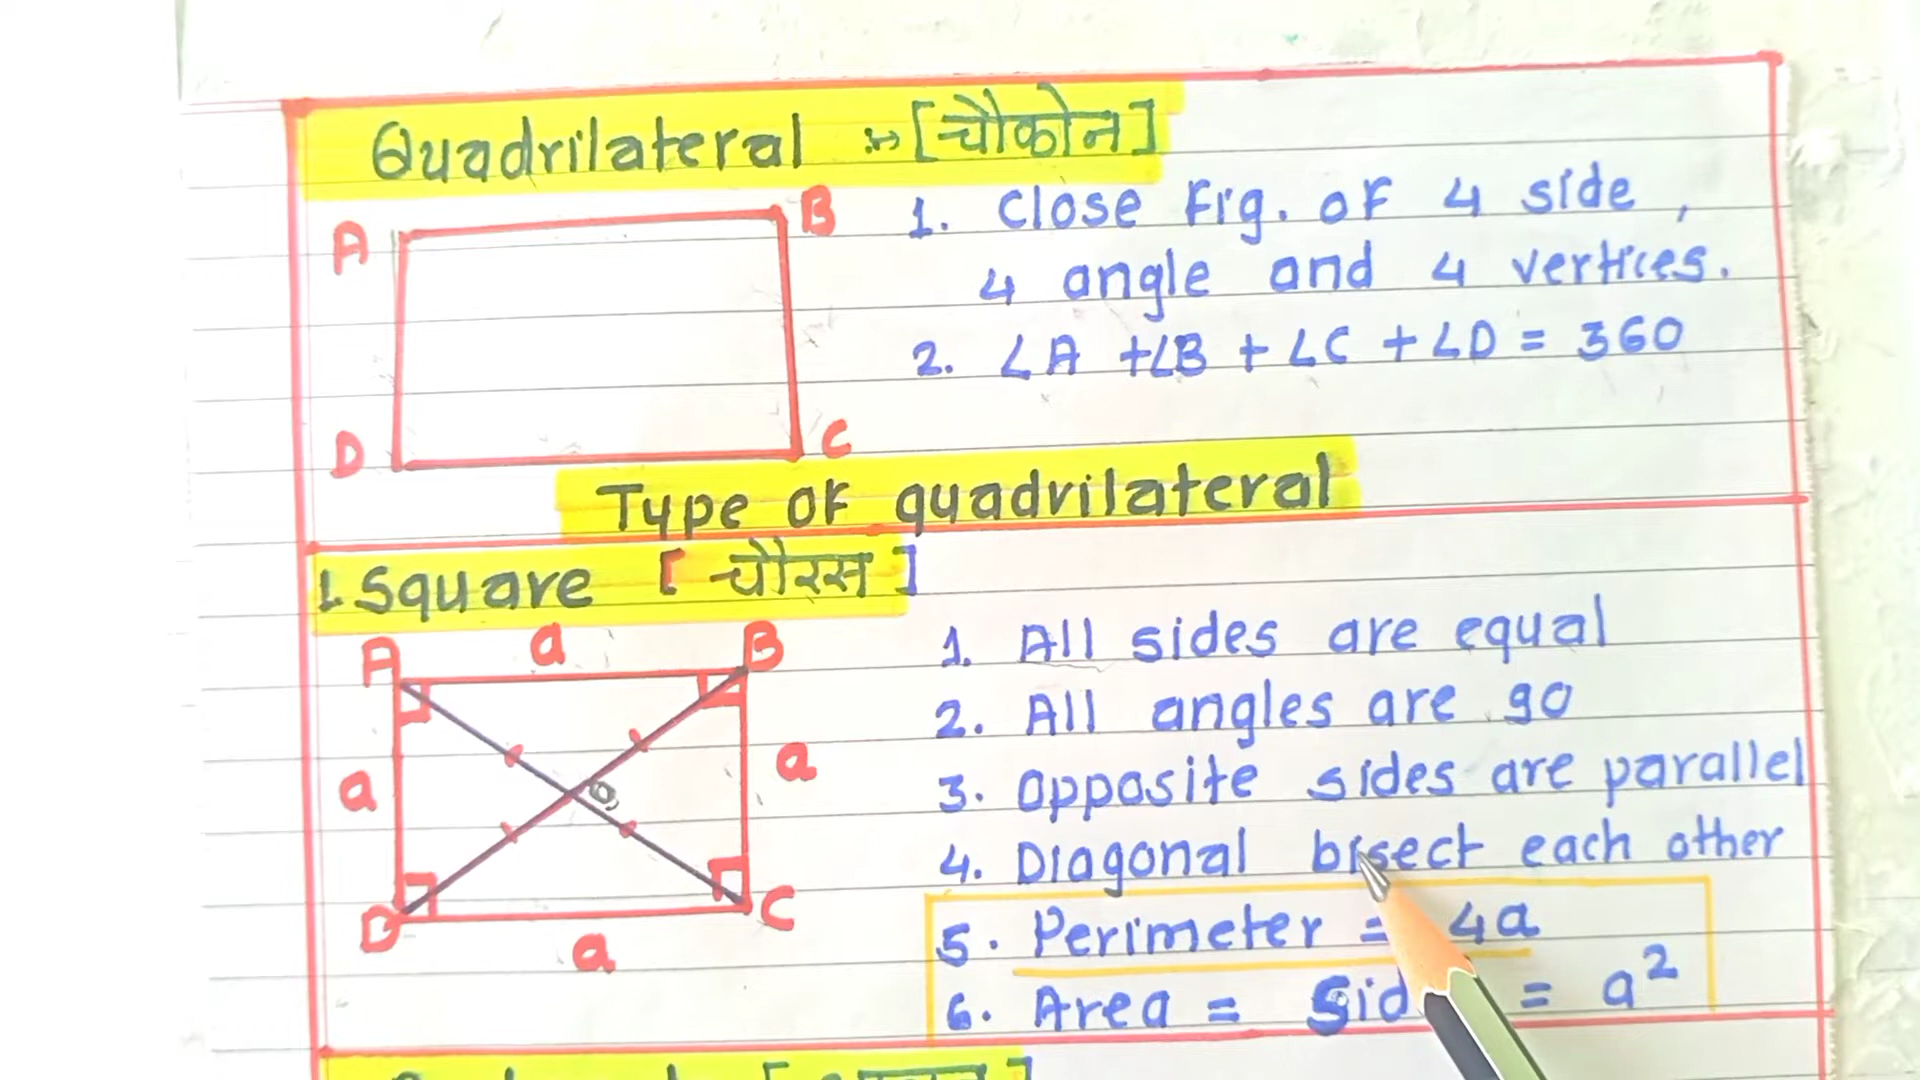 Quadrilateral :- [चौकोन]
A
B
D
C
1. Close Fig. of 4 side,
4 angle and 4 vertices.
2. ∠A +∠B + ∠C + ∠D = 360
Type of quadrilateral
1. Square [चौरस]
A
a
B
a
a
D
a
C
1. All sides are equal
2. All angles are 90
3. Opposite sides are parallel
4. Diagonal bisect each other
5. Perimeter = 4a
6. Area = = a²